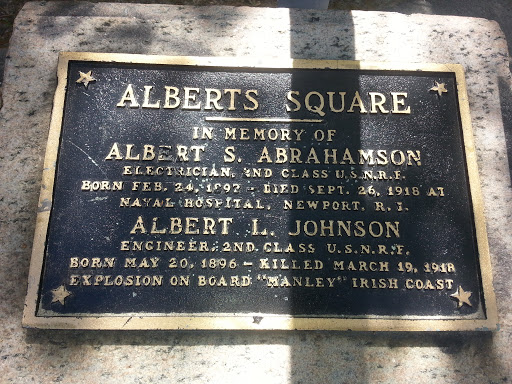 ALBERTS SQUARE
IN MEMORY OF
ALBERT S. ABRAHAMSON
ELECTRICIAN, 2ND CLASS U.S.N.R.F.
BORN FEB. 24, 1897 - DIED SEPT. 26, 1918 AT
NAVAL HOSPITAL, NEWPORT, R. I.
ALBERT L. JOHNSON
ENGINEER, 2ND. CLASS U.S.N.R.F.
BORN MAY 20, 1896 - KILLED MARCH 19, 1918
EXPLOSION ON BOARD "MANLEY" IRISH COAST